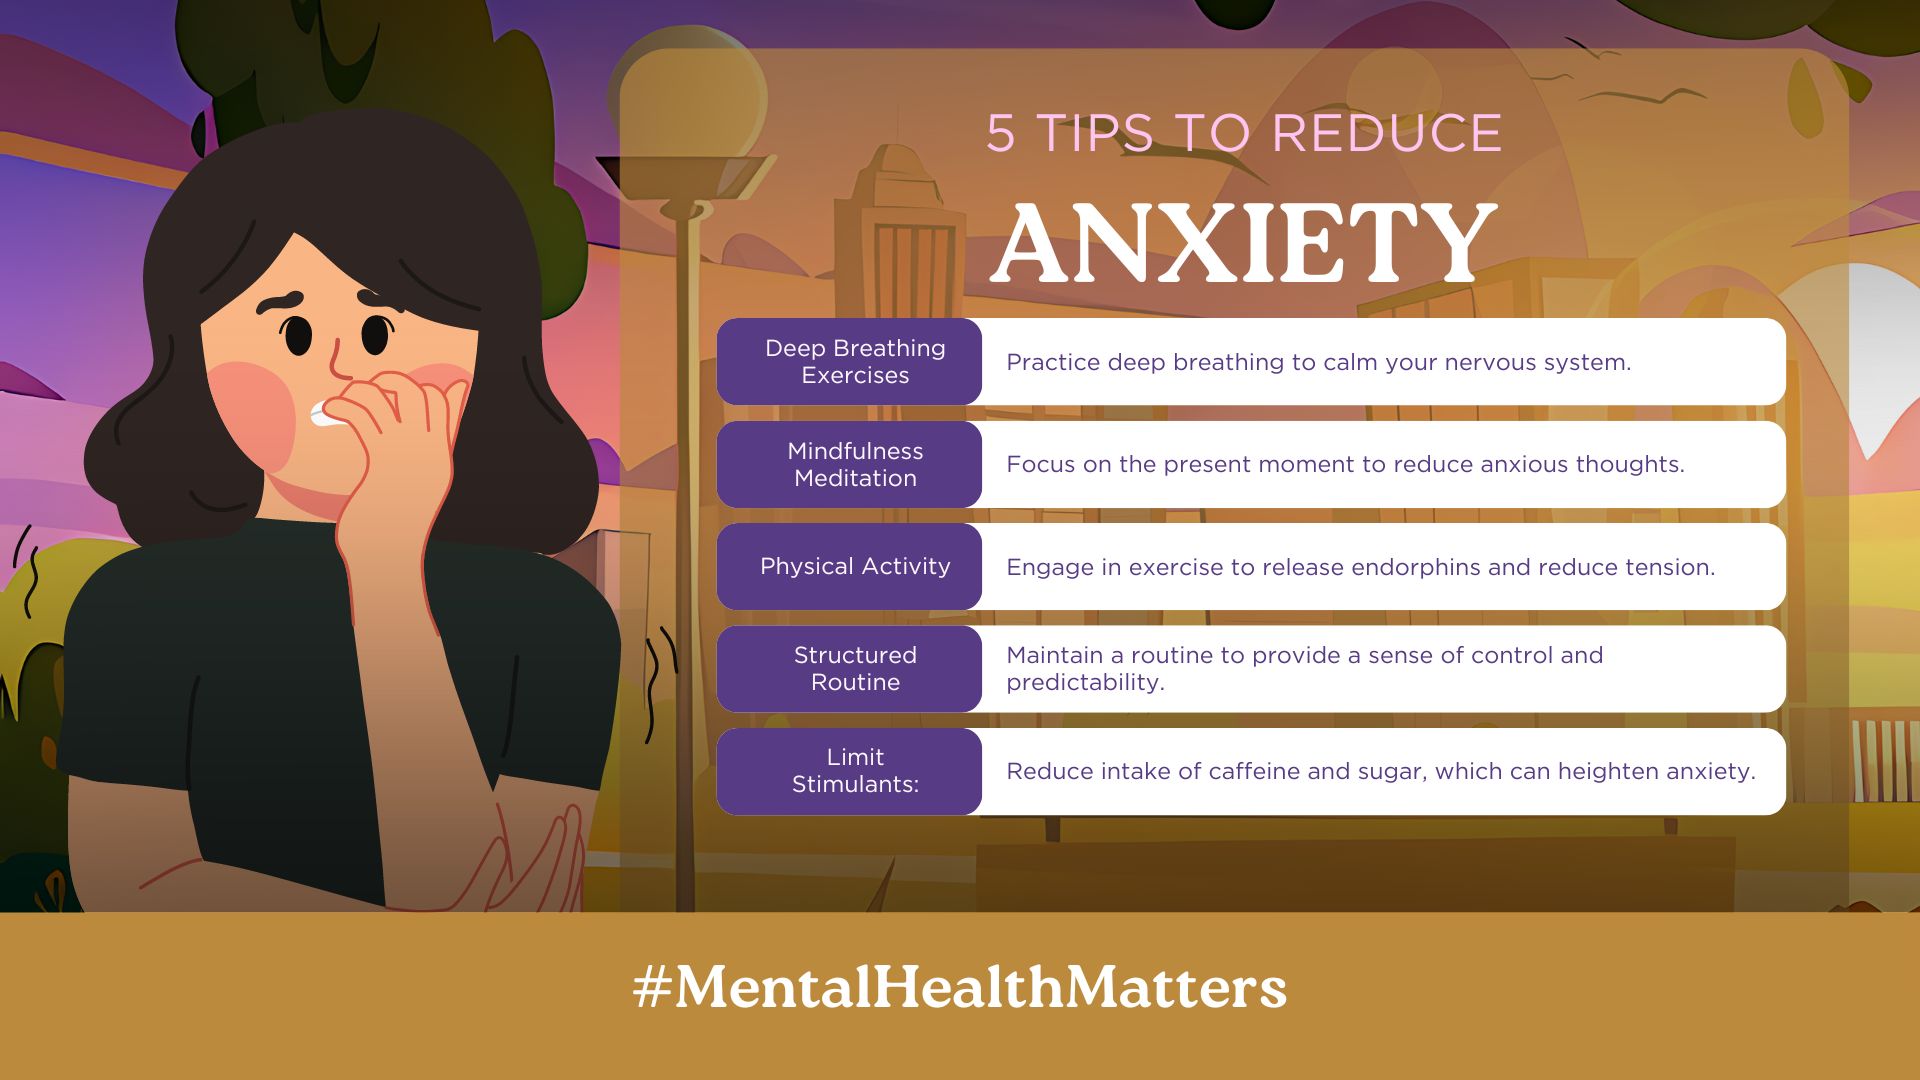 5 TIPS TO REDUCE
ANXIETY
Deep Breathing
Exercises
Practice deep breathing to calm your nervous system.
Mindfulness
Meditation
Focus on the present moment to reduce anxious thoughts.
Physical Activity
Engage in exercise to release endorphins and reduce tension.
Structured
Routine
Maintain a routine to provide a sense of control and
predictability.
Limit
Stimulants:
Reduce intake of caffeine and sugar, which can heighten anxiety.
#MentalHealthMatters